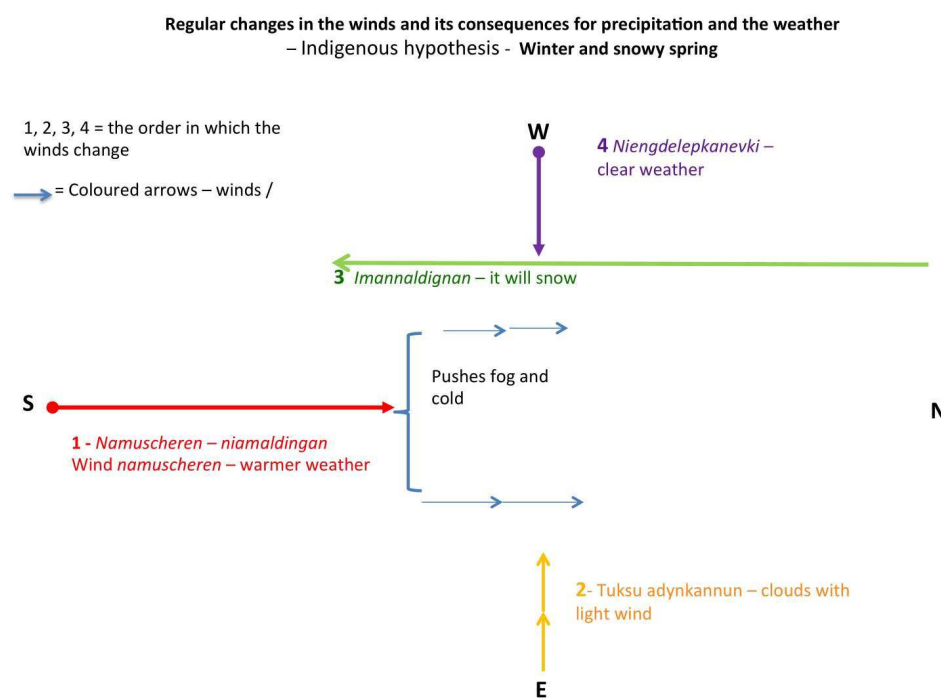 Regular changes in the winds and its consequences for precipitation and the weather
– Indigenous hypothesis - Winter and snowy spring
1, 2, 3, 4 = the order in which the
winds change
= Coloured arrows – winds /
W
4 Niengdelepkanevki –
clear weather
3 Imannaldignan – it will snow
Pushes fog and
cold
S
N
1 - Namuscheren – niamaldingan
Wind namuscheren – warmer weather
2- Tuksu adynkannun – clouds with
light wind
E